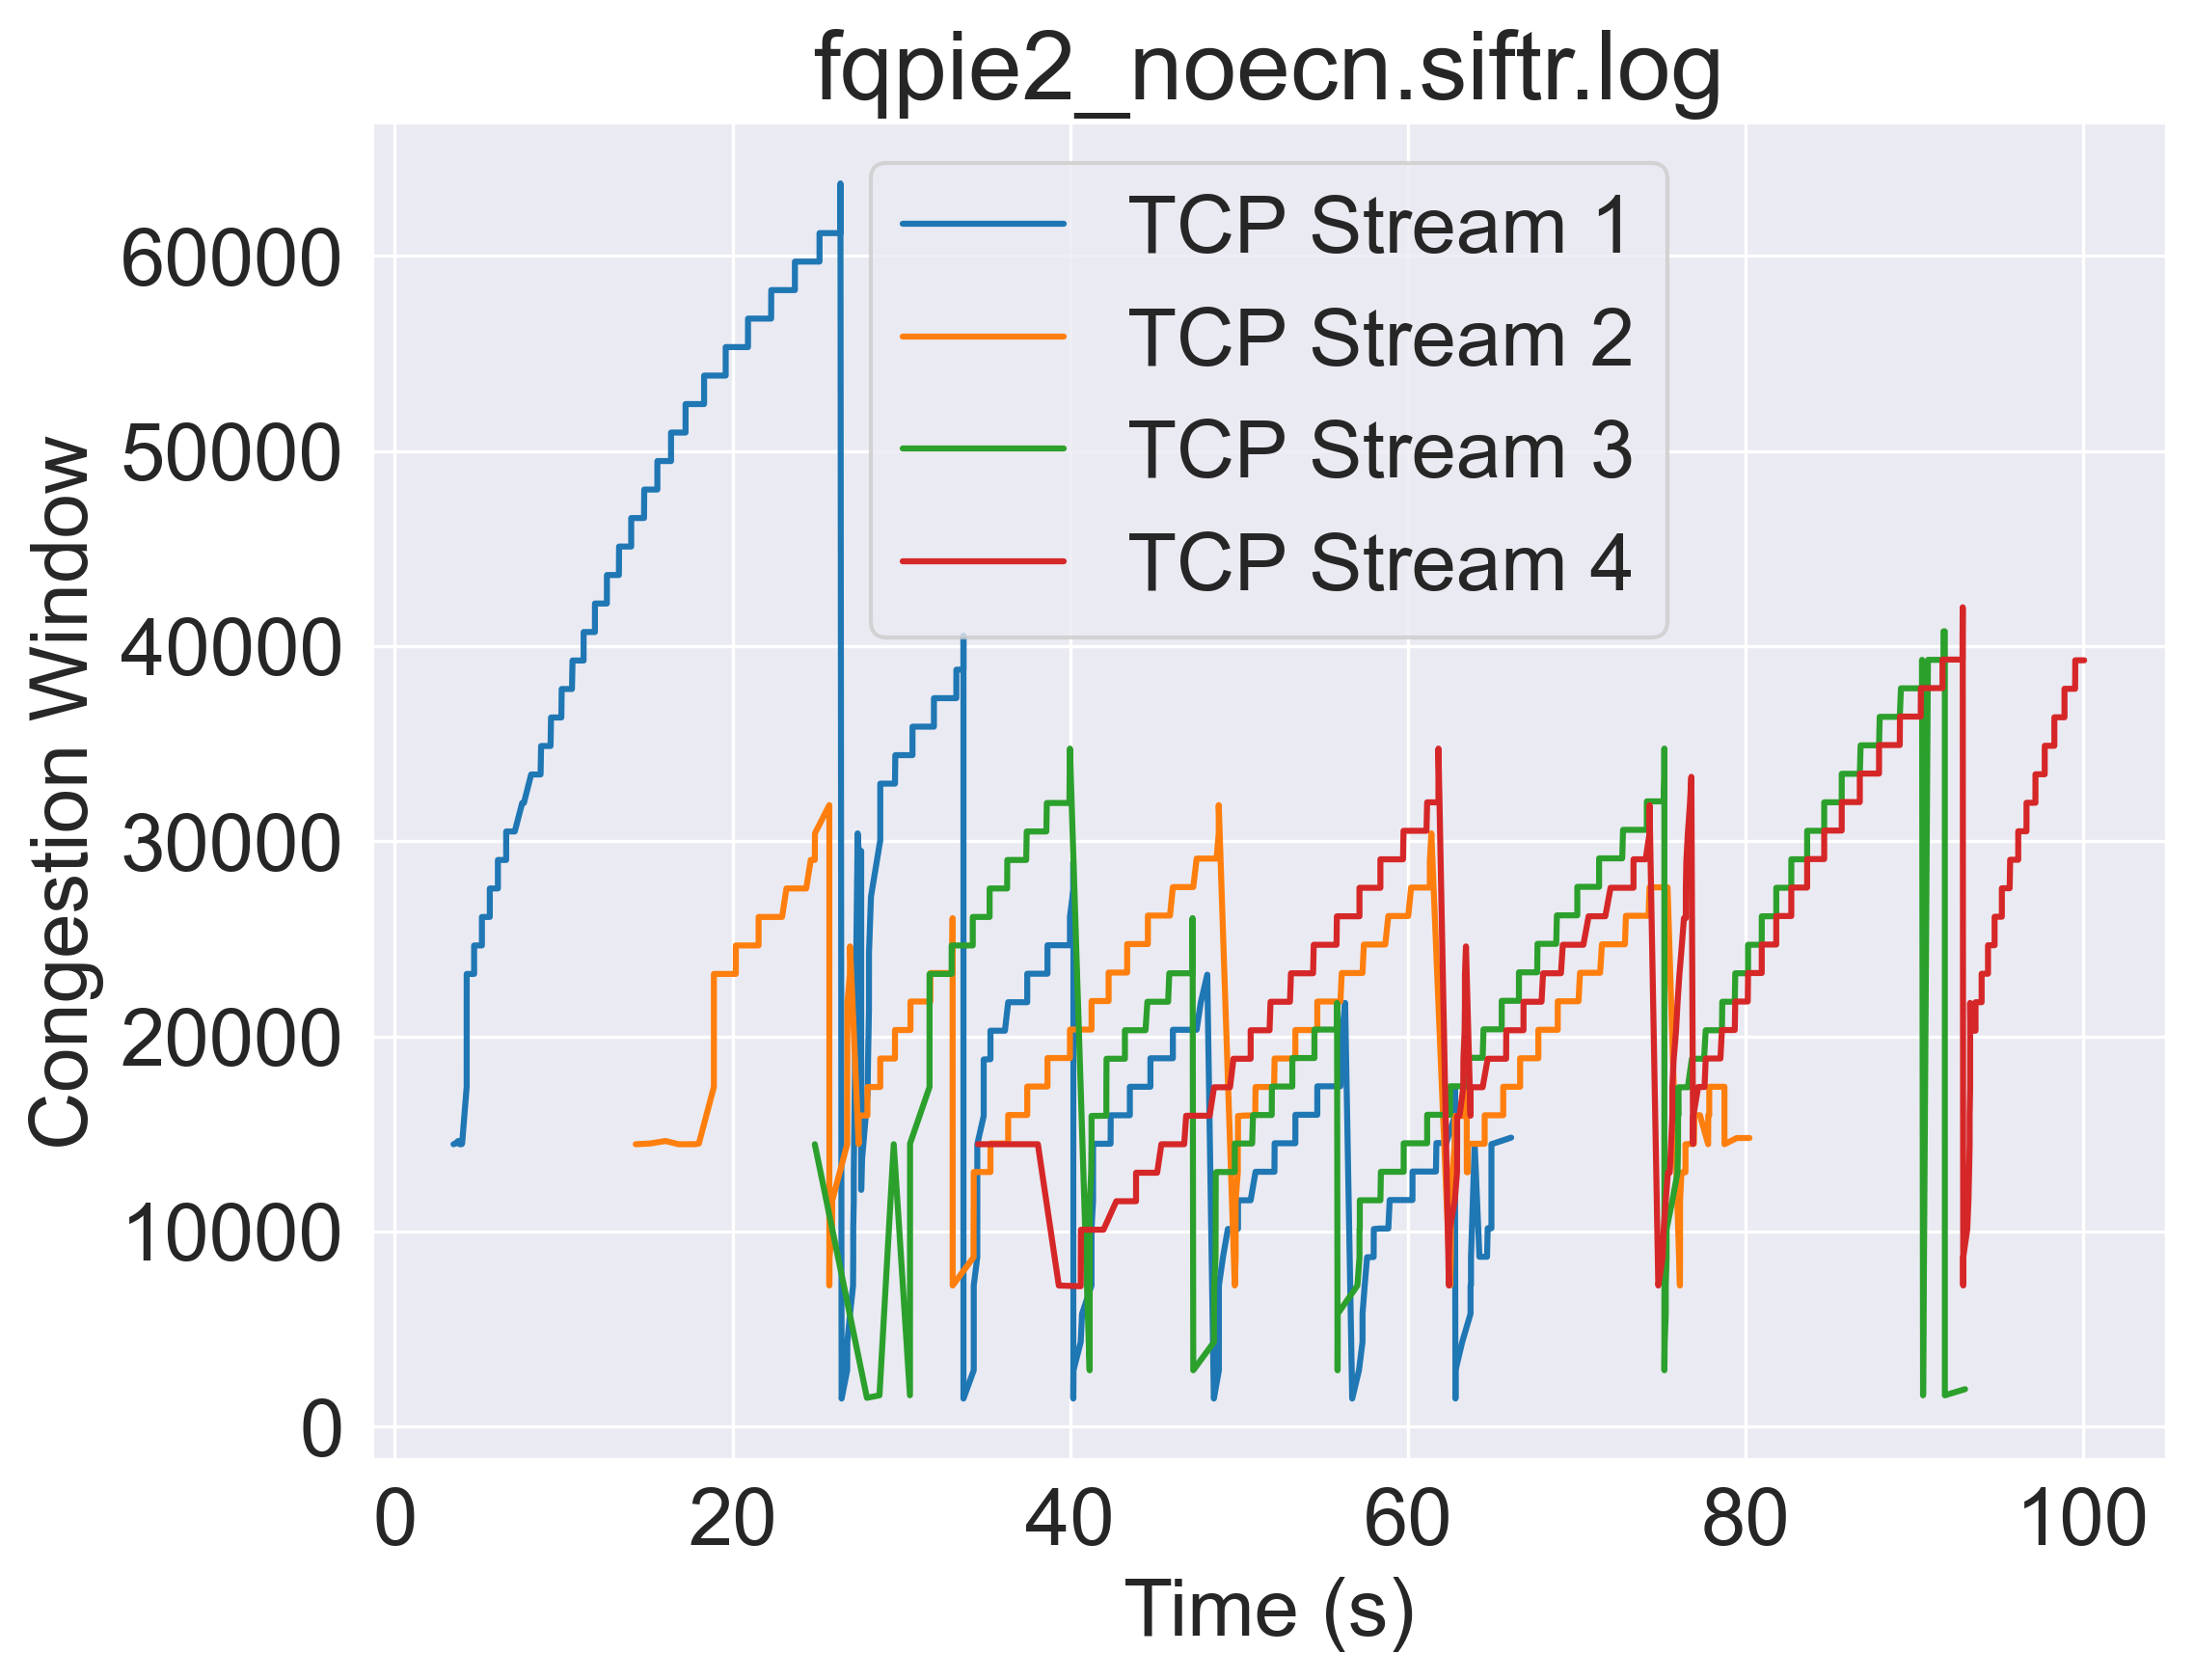 fqpie2_noecn.siftr.log
TCP Stream 1
TCP Stream 2
TCP Stream 3
TCP Stream 4
Congestion Window
60000
50000
40000
30000
20000
10000
0
0 20 40 60 80 100
Time (s)